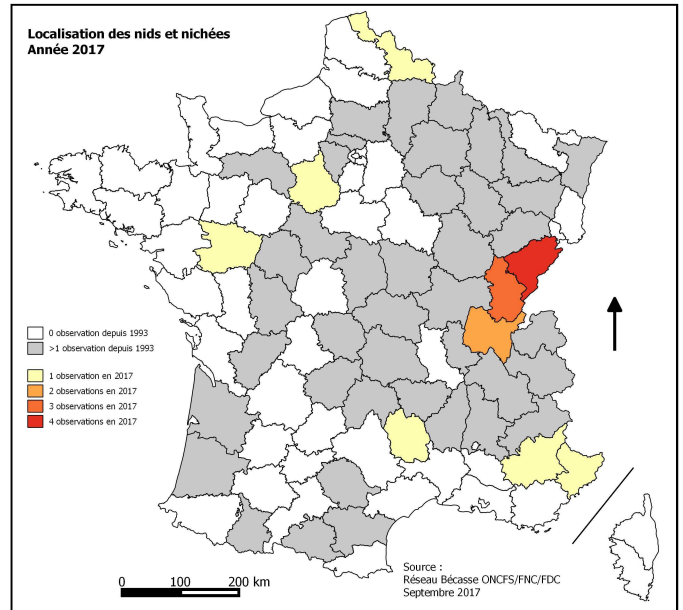 Localisation des nids et nichées
Année 2017
0 observation depuis 1993
>1 observation depuis 1993
1 observation en 2017
2 observations en 2017
3 observations en 2017
4 observations en 2017
0 100 200 km
Source :
Réseau Bécasse ONCFS/FNC/FDC
Septembre 2017